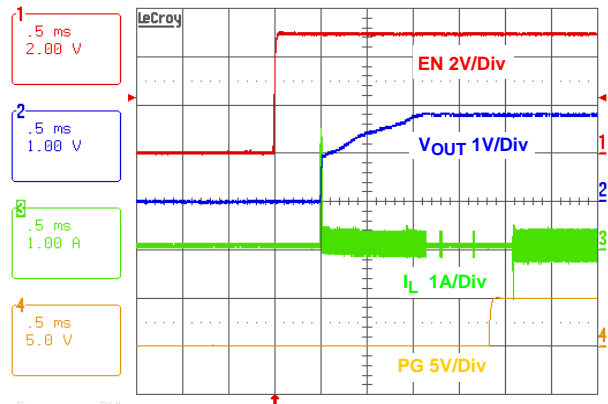 LeCroy
1
.5 ms
2.00 V
EN 2V/Div
2
.5 ms
1.00 V
VOUT 1V/Div
1
2
3
.5 ms
1.00 A
3
IL 1A/Div
4
.5 ms
5.0 V
4
PG 5V/Div